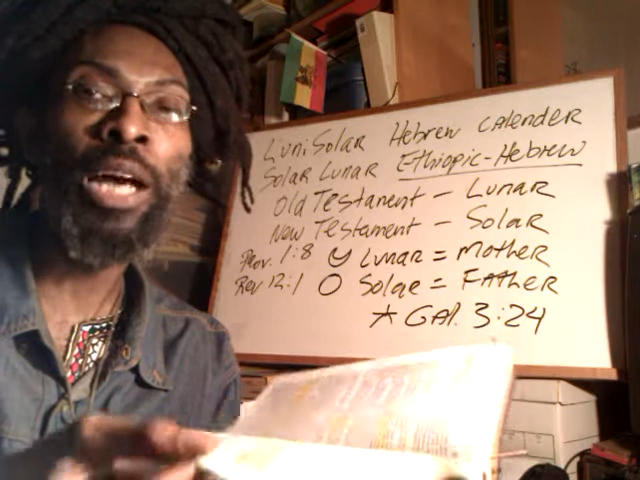 LuniSolar Hebrew calender
Solar Lunar Ethiopic-Hebrew
Old Testament - Lunar
New Testament - Solar
Prov. 1:8 Lunar = Mother
Rev 12:1 Solar = Father
* GAl. 3:24